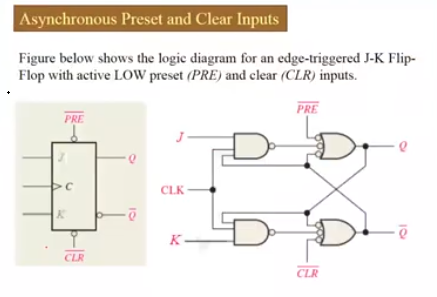 Asynchronous Preset and Clear Inputs
Figure below shows the logic diagram for an edge-triggered J-K Flip-
Flop with active LOW preset (PRE) and clear (CLR) inputs.
PRE
J
Q
C
K
Q̅
CLR
PRE
J
Q
CLK
K
Q̅
CLR